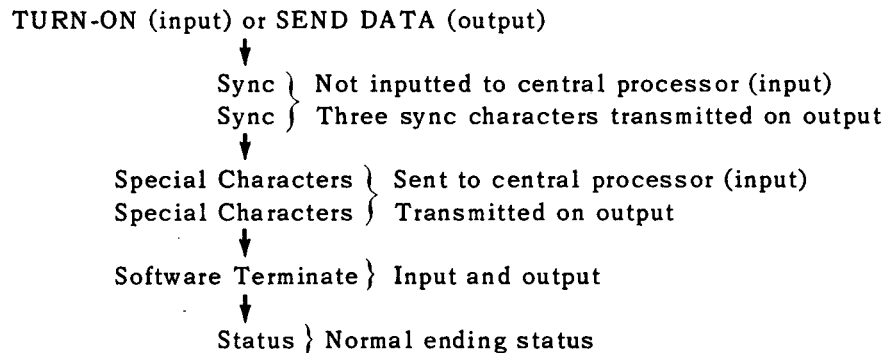 TURN-ON (input) or SEND DATA (output)
Sync } Not inputted to central processor (input)
Sync } Three sync characters transmitted on output
Special Characters } Sent to central processor (input)
Special Characters } Transmitted on output
Software Terminate } Input and output
Status } Normal ending status